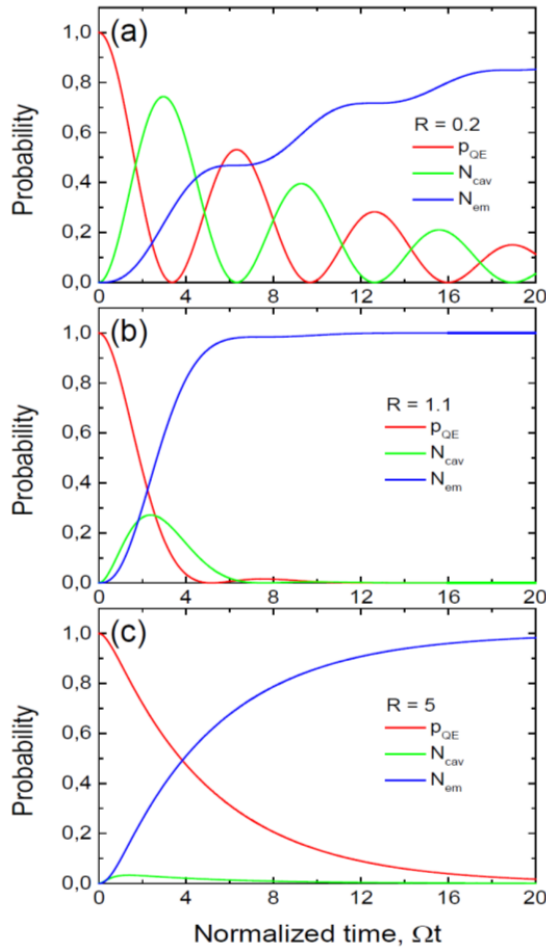 (a)
Probability
1,0
0,8
0,6
0,4
0,2
0,0
R = 0.2
p_QE
N_cav
N_em
0 4 8 12 16 20
(b)
Probability
1,0
0,8
0,6
0,4
0,2
0,0
R = 1.1
p_QE
N_cav
N_em
0 4 8 12 16 20
(c)
Probability
1,0
0,8
0,6
0,4
0,2
0,0
R = 5
p_QE
N_cav
N_em
0 4 8 12 16 20
Normalized time, Ωt